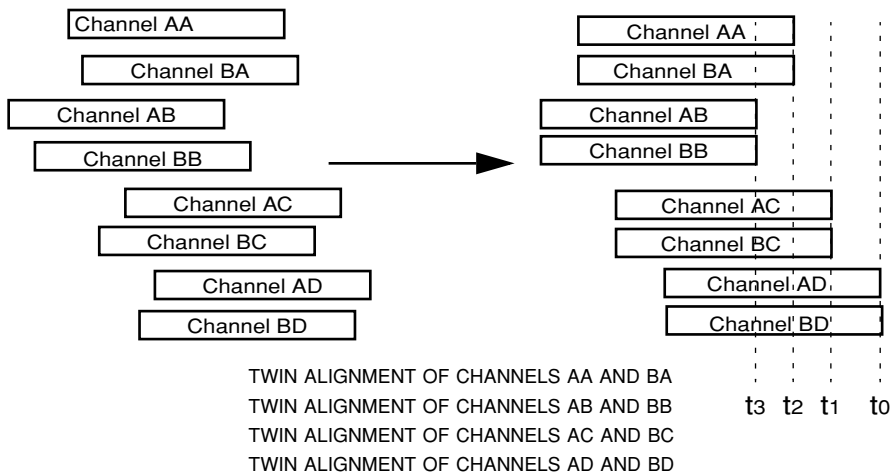 Channel AA
Channel BA
Channel AB
Channel BB
Channel AC
Channel BC
Channel AD
Channel BD
Channel AA
Channel BA
Channel AB
Channel BB
Channel AC
Channel BC
Channel AD
Channel BD
t3 t2 t1 t0
TWIN ALIGNMENT OF CHANNELS AA AND BA
TWIN ALIGNMENT OF CHANNELS AB AND BB
TWIN ALIGNMENT OF CHANNELS AC AND BC
TWIN ALIGNMENT OF CHANNELS AD AND BD